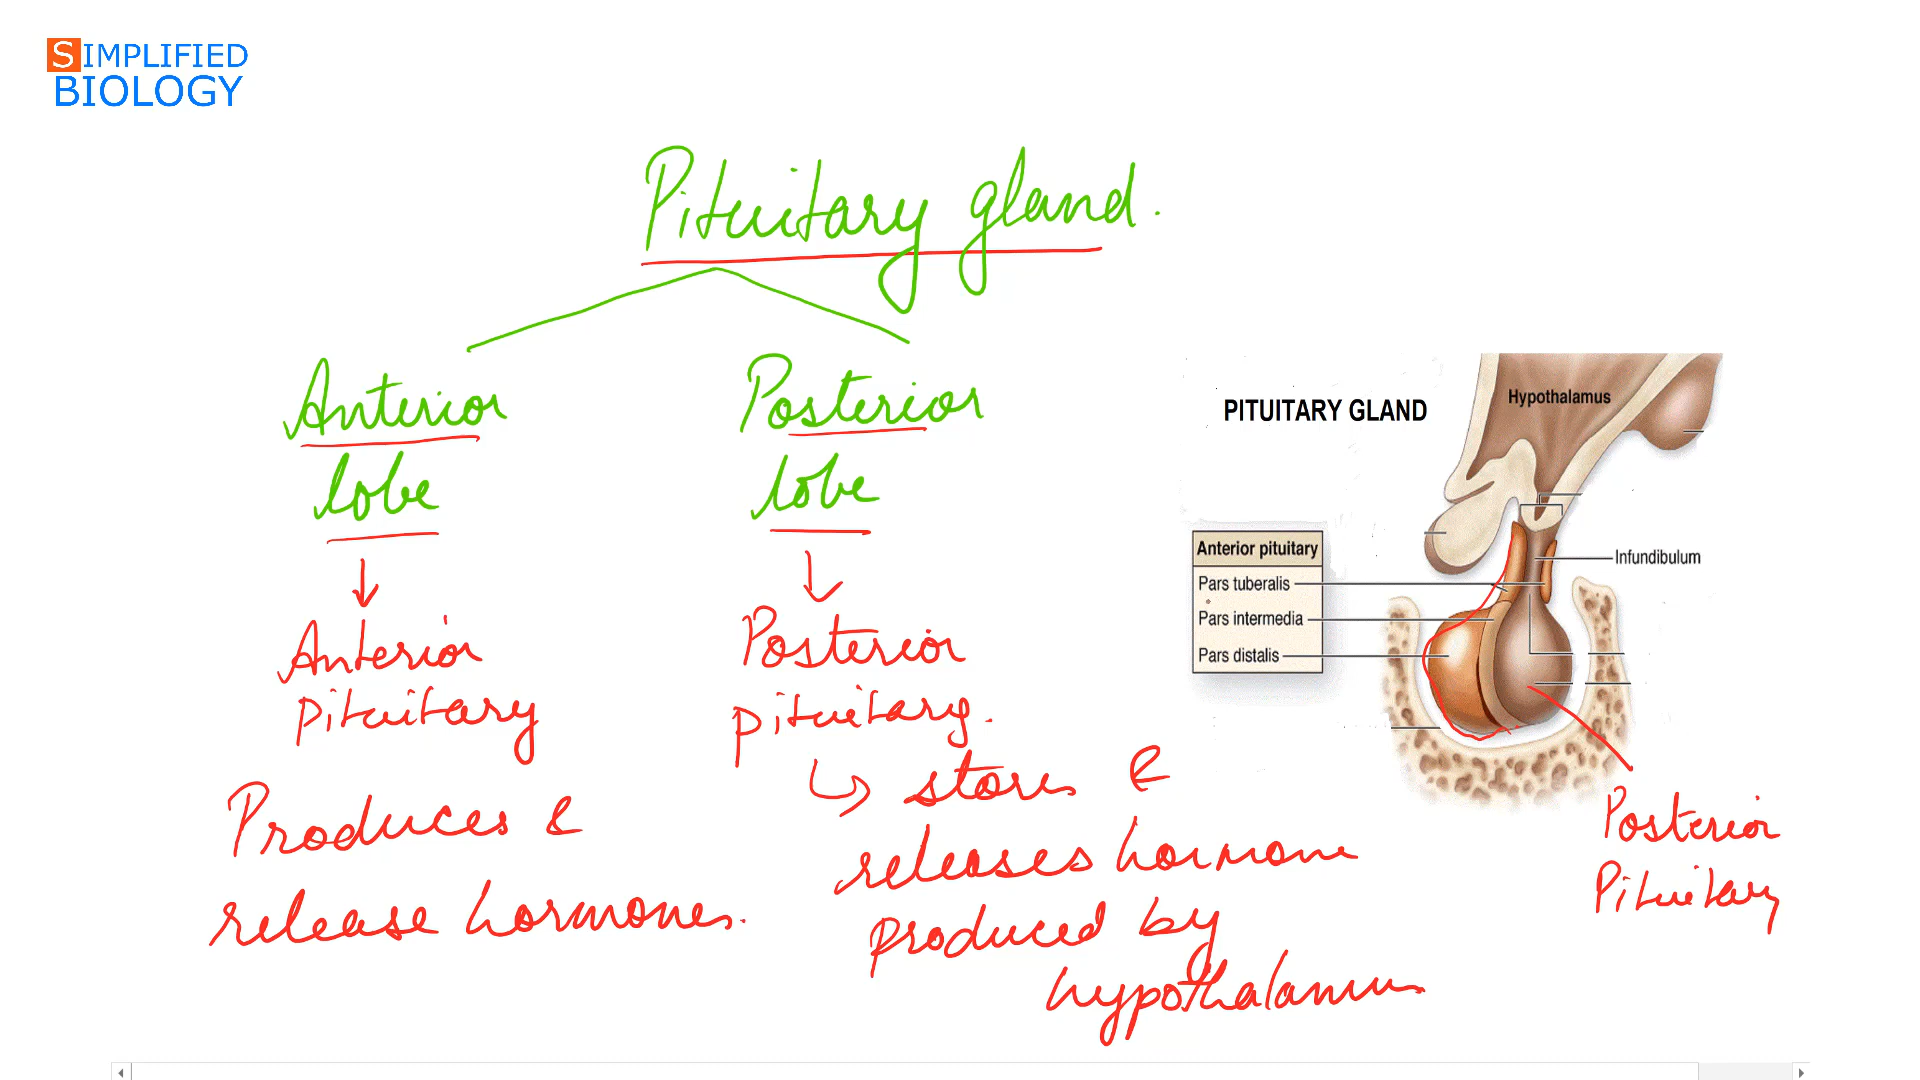 SIMPLIFIED
BIOLOGY
Pituitary gland.
Anterior
lobe
Anterior
pituitary
Produces &
release hormones.
Posterior
lobe
Posterior
pituitary.
stores &
releases hormone
produced by
hypothalamus
PITUITARY GLAND
Hypothalamus
Infundibulum
Anterior pituitary
Pars tuberalis
Pars intermedia
Pars distalis
Posterior
Pituitary